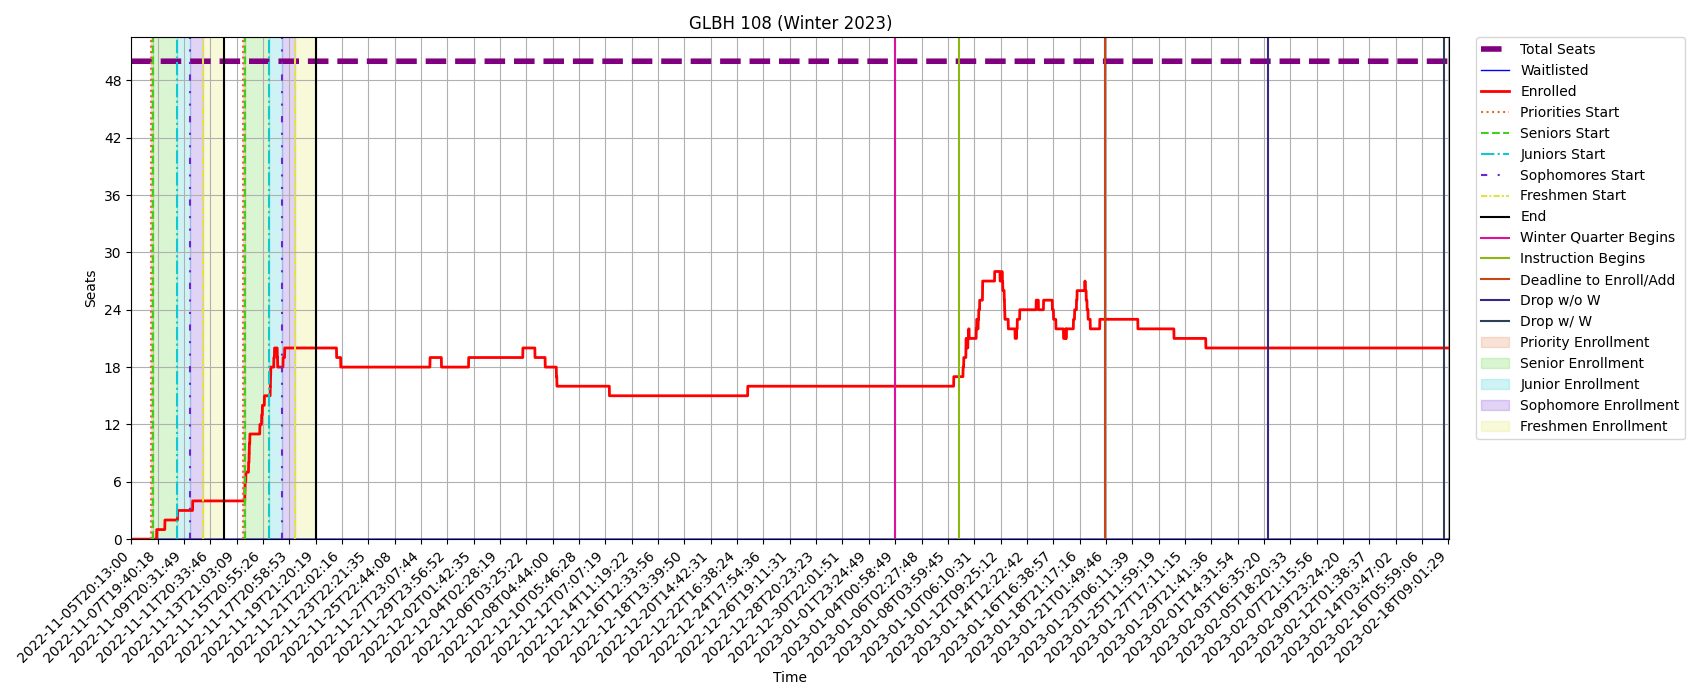 GLBH 108 (Winter 2023)
Seats
48
42
36
30
24
18
12
6
0
2022-11-05T20:13:00
2022-11-07T19:40:18
2022-11-09T20:31:49
2022-11-11T20:33:46
2022-11-13T21:03:09
2022-11-15T20:55:26
2022-11-17T20:58:53
2022-11-19T21:20:19
2022-11-21T22:02:16
2022-11-23T22:21:35
2022-11-25T22:44:08
2022-11-27T23:07:44
2022-11-29T23:56:52
2022-12-02T01:42:35
2022-12-04T02:28:19
2022-12-06T03:25:22
2022-12-08T04:44:00
2022-12-10T05:46:28
2022-12-12T07:07:19
2022-12-14T11:19:22
2022-12-16T12:33:56
2022-12-18T13:39:50
2022-12-20T14:42:31
2022-12-22T16:38:24
2022-12-24T17:54:36
2022-12-26T19:11:31
2022-12-28T20:23:23
2022-12-30T22:01:51
2023-01-01T23:24:49
2023-01-04T00:58:49
2023-01-06T02:27:48
2023-01-08T03:59:45
2023-01-10T06:10:31
2023-01-12T09:25:12
2023-01-14T12:22:42
2023-01-16T16:38:57
2023-01-18T21:17:16
2023-01-21T01:49:46
2023-01-23T06:11:39
2023-01-25T11:59:19
2023-01-27T17:11:15
2023-01-29T21:41:36
2023-02-01T14:31:54
2023-02-03T16:35:20
2023-02-05T18:20:33
2023-02-07T21:15:56
2023-02-09T23:24:20
2023-02-12T01:38:37
2023-02-14T03:47:02
2023-02-16T05:59:06
2023-02-18T09:01:29
Time
Total Seats
Waitlisted
Enrolled
Priorities Start
Seniors Start
Juniors Start
Sophomores Start
Freshmen Start
End
Winter Quarter Begins
Instruction Begins
Deadline to Enroll/Add
Drop w/o W
Drop w/ W
Priority Enrollment
Senior Enrollment
Junior Enrollment
Sophomore Enrollment
Freshmen Enrollment